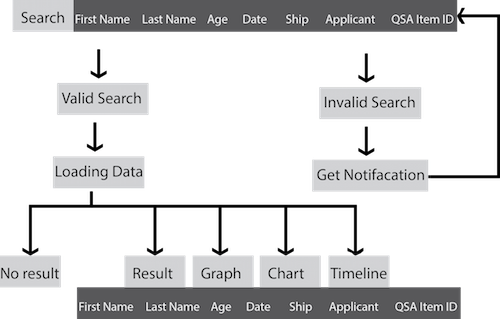 Search First Name Last Name Age Date Ship Applicant QSA Item ID
Valid Search Invalid Search
Loading Data Get Notifacation
No result Result Graph Chart Timeline
First Name Last Name Age Date Ship Applicant QSA Item ID